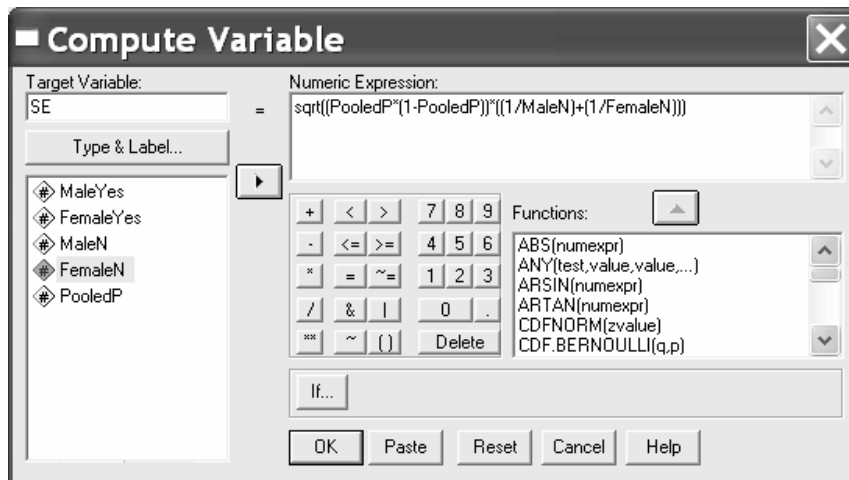 Compute Variable
Target Variable:
SE
=
Numeric Expression:
sqrt((PooledP*(1-PooledP))*((1/MaleN)+(1/FemaleN)))
Type & Label...
MaleYes
FemaleYes
MaleN
FemaleN
PooledP
+ < > 7 8 9
- <= >= 4 5 6
* = ~= 1 2 3
/ & | 0 .
** ~ () Delete
Functions:
ABS(numexpr)
ANY(test,value,value,...)
ARSIN(numexpr)
ARTAN(numexpr)
CDFNORM(zvalue)
CDF.BERNOULLI(q,p)
If...
OK Paste Reset Cancel Help